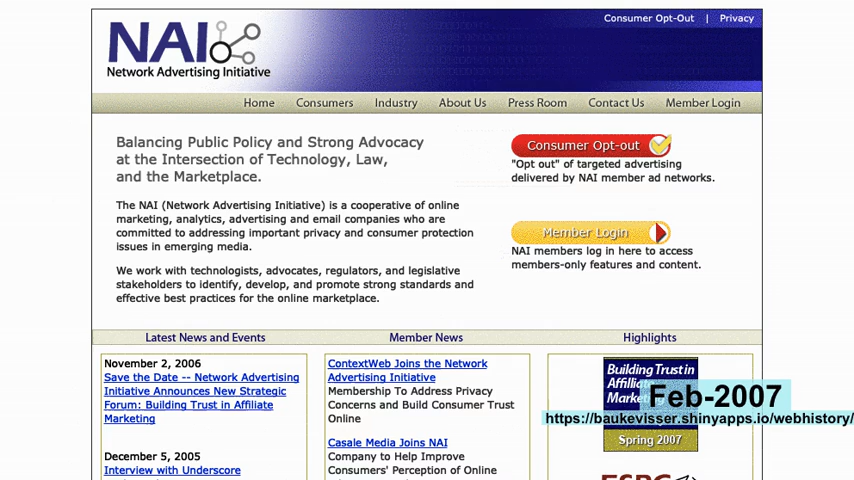 Consumer Opt-Out | Privacy
NAI
Network Advertising Initiative
Home Consumers Industry About Us Press Room Contact Us Member Login
Balancing Public Policy and Strong Advocacy
at the Intersection of Technology, Law,
and the Marketplace.
The NAI (Network Advertising Initiative) is a cooperative of online
marketing, analytics, advertising and email companies who are
committed to addressing important privacy and consumer protection
issues in emerging media.
We work with technologists, advocates, regulators, and legislative
stakeholders to identify, develop, and promote strong standards and
effective best practices for the online marketplace.
Consumer Opt-out
"Opt out" of targeted advertising
delivered by NAI member ad networks.
Member Login
NAI members log in here to access
members-only features and content.
Latest News and Events
November 2, 2006
Save the Date -- Network Advertising
Initiative Announces New Strategic
Forum: Building Trust in Affiliate
Marketing
December 5, 2005
Interview with Underscore
Member News
ContextWeb Joins the Network
Advertising Initiative
Membership To Address Privacy
Concerns and Build Consumer Trust
Online
Casale Media Joins NAI
Company to Help Improve
Consumers' Perception of Online
Highlights
Building Trust in
Affiliate
Marketing
Spring 2007
Feb-2007
https://baukevisser.shinyapps.io/webhistory/